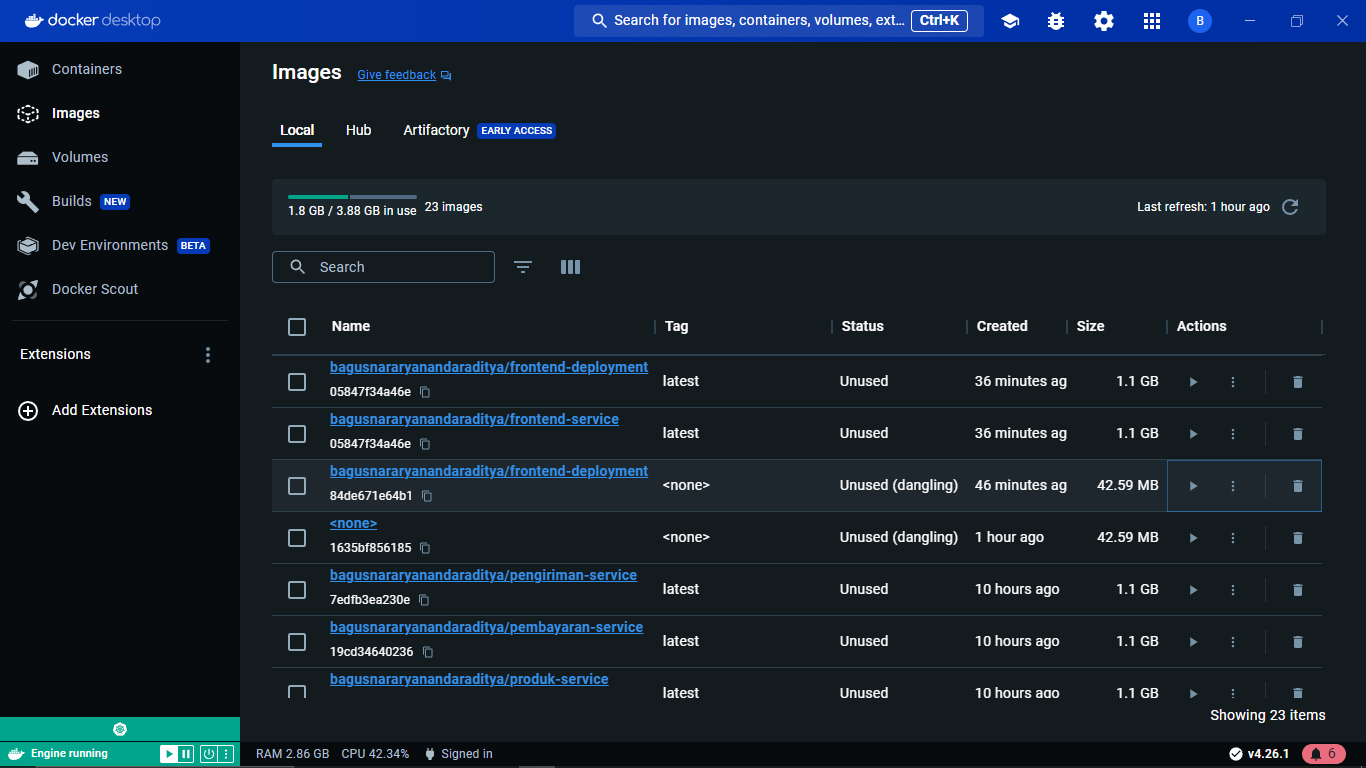 docker desktop
Search for images, containers, volumes, ext... Ctrl+K
B
Containers
Images
Volumes
Builds NEW
Dev Environments BETA
Docker Scout
Extensions
Add Extensions
Images Give feedback
Local Hub Artifactory EARLY ACCESS
1.8 GB / 3.88 GB in use 23 images Last refresh: 1 hour ago
Search
Name Tag Status Created Size Actions
bagusnararyanandaraditya/frontend-deployment
05847f34a46e latest Unused 36 minutes ag 1.1 GB
bagusnararyanandaraditya/frontend-service
05847f34a46e latest Unused 36 minutes ag 1.1 GB
bagusnararyanandaraditya/frontend-deployment
84de671e64b1 <none> Unused (dangling) 46 minutes ag 42.59 MB
<none>
1635bf856185 <none> Unused (dangling) 1 hour ago 42.59 MB
bagusnararyanandaraditya/pengiriman-service
7edfb3ea230e latest Unused 10 hours ago 1.1 GB
bagusnararyanandaraditya/pembayaran-service
19cd34640236 latest Unused 10 hours ago 1.1 GB
bagusnararyanandaraditya/produk-service
latest Unused 10 hours ago 1.1 GB
Showing 23 items
Engine running
RAM 2.86 GB CPU 42.34% Signed in
v4.26.1 6